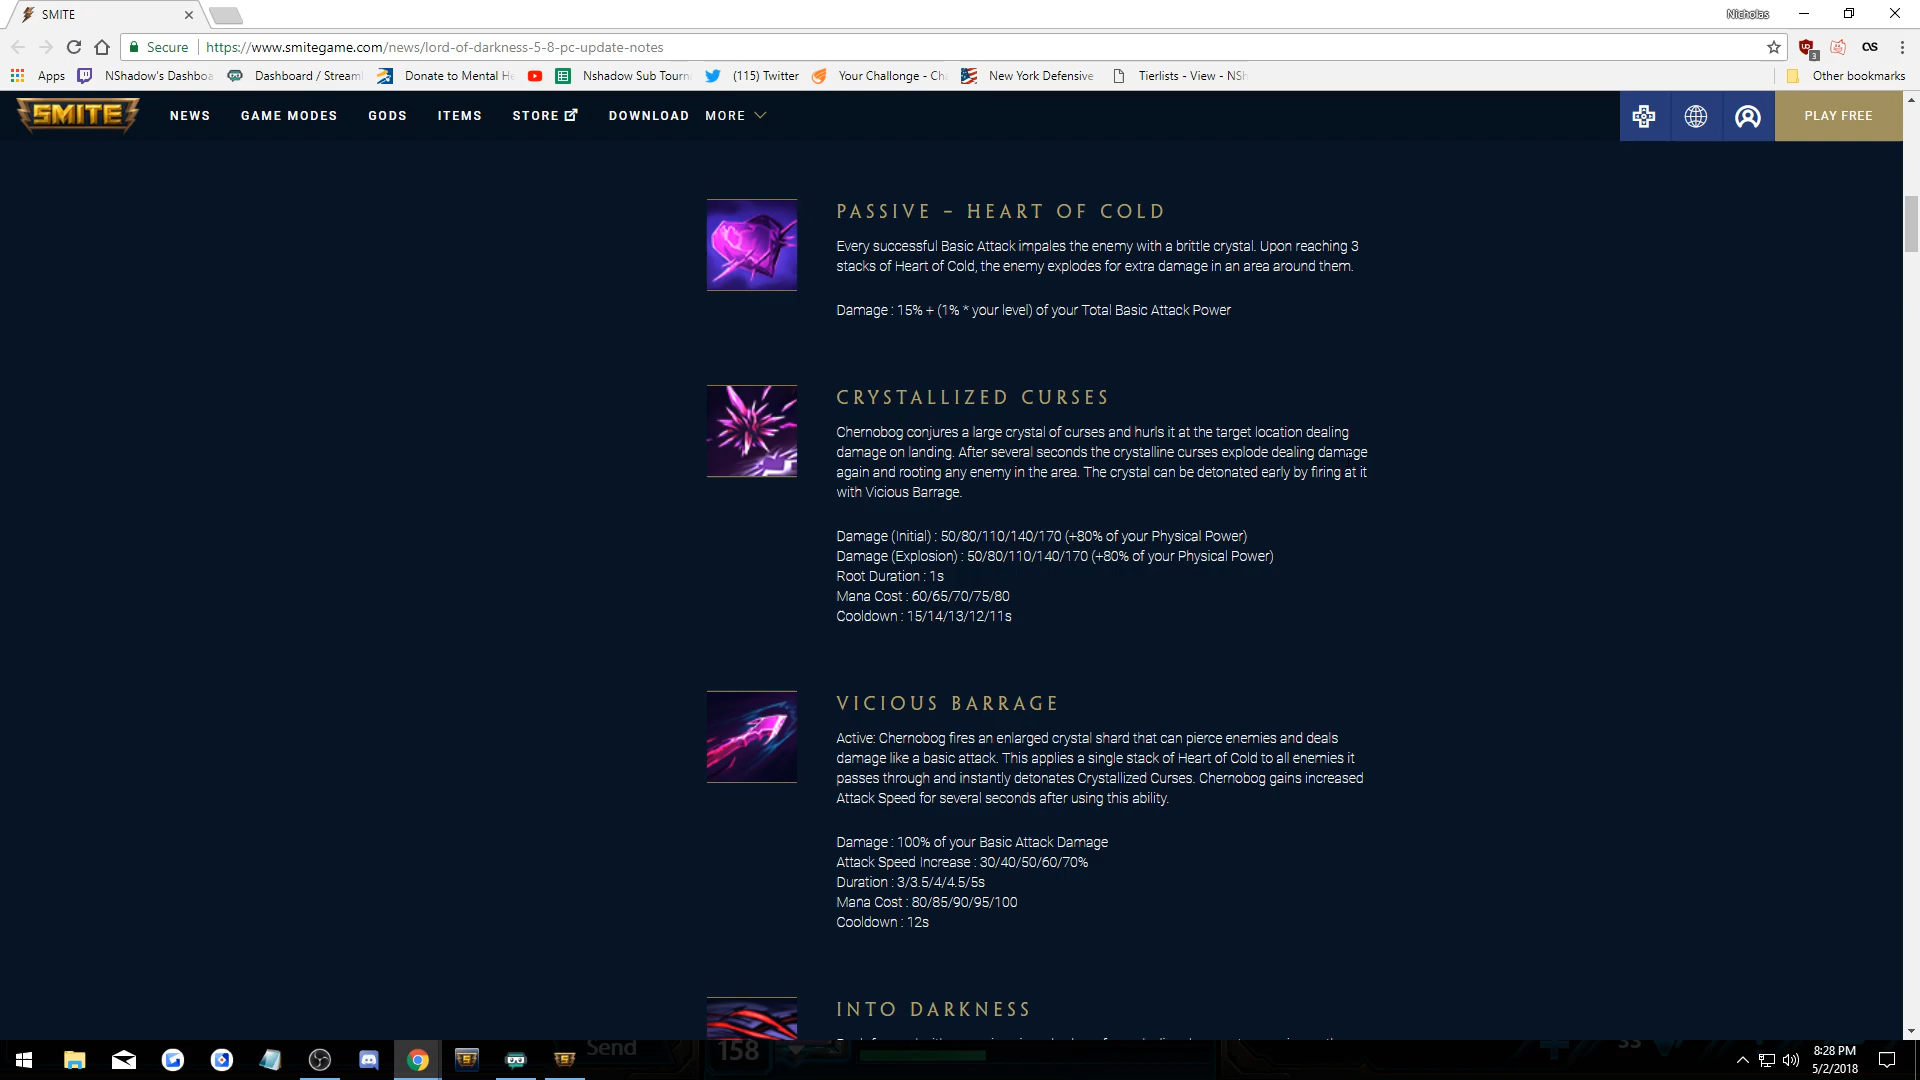 SMITE
Nicholas
Secure
https://www.smitegame.com/news/lord-of-darkness-5-8-pc-update-notes
3
Apps
NShadow's Dashbo
Dashboard / Stream
Donate to Mental H
Nshadow Sub Tourn
(115) Twitter
Your Challonge - Ch
New York Defensive
Tierlists - View - NSh
Other bookmarks
SMITE
NEWS
GAME MODES
GODS
ITEMS
STORE
DOWNLOAD
MORE
PLAY FREE
PASSIVE – HEART OF COLD
Every successful Basic Attack impales the enemy with a brittle crystal. Upon reaching 3
stacks of Heart of Cold, the enemy explodes for extra damage in an area around them.
Damage : 15% + (1% * your level) of your Total Basic Attack Power
CRYSTALLIZED CURSES
Chernobog conjures a large crystal of curses and hurls it at the target location dealing
damage on landing. After several seconds the crystalline curses explode dealing damage
again and rooting any enemy in the area. The crystal can be detonated early by firing at it
with Vicious Barrage.
Damage (Initial) : 50/80/110/140/170 (+80% of your Physical Power)
Damage (Explosion) : 50/80/110/140/170 (+80% of your Physical Power)
Root Duration : 1s
Mana Cost : 60/65/70/75/80
Cooldown : 15/14/13/12/11s
VICIOUS BARRAGE
Active: Chernobog fires an enlarged crystal shard that can pierce enemies and deals
damage like a basic attack. This applies a single stack of Heart of Cold to all enemies it
passes through and instantly detonates Crystallized Curses. Chernobog gains increased
Attack Speed for several seconds after using this ability.
Damage : 100% of your Basic Attack Damage
Attack Speed Increase : 30/40/50/60/70%
Duration : 3/3.5/4/4.5/5s
Mana Cost : 80/85/90/95/100
Cooldown : 12s
INTO DARKNESS
Send
158
33
8:28 PM
5/2/2018